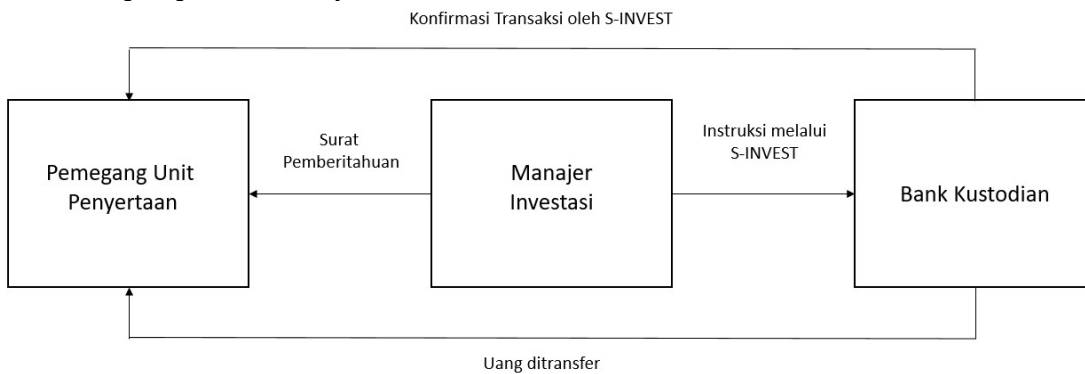 Konfirmasi Transaksi oleh S-INVEST
Pemegang Unit
Penyertaan
Surat
Pemberitahuan
Manajer
Investasi
Instruksi melalui
S-INVEST
Bank Kustodian
Uang ditransfer